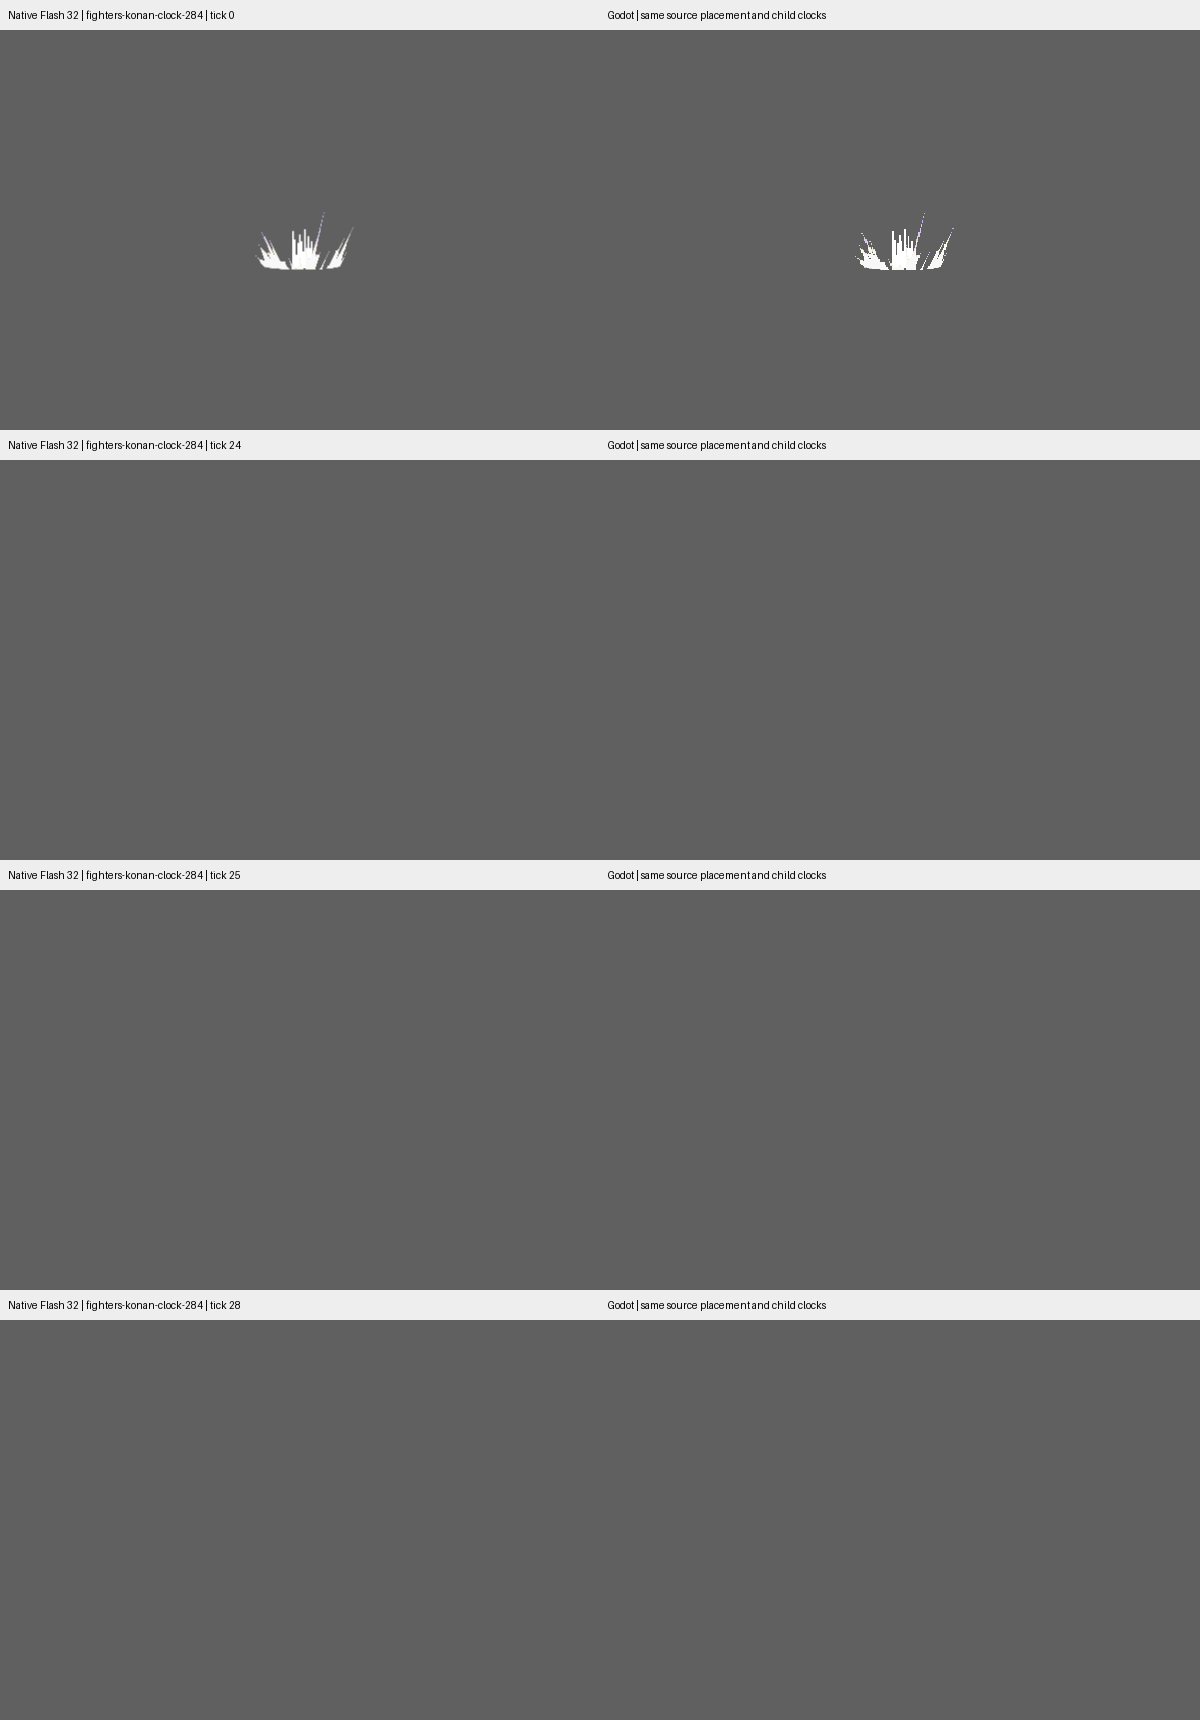 Native Flash 32 | fighters-konan-clock-284 | tick 0
Godot | same source placement and child clocks
Native Flash 32 | fighters-konan-clock-284 | tick 24
Godot | same source placement and child clocks
Native Flash 32 | fighters-konan-clock-284 | tick 25
Godot | same source placement and child clocks
Native Flash 32 | fighters-konan-clock-284 | tick 28
Godot | same source placement and child clocks